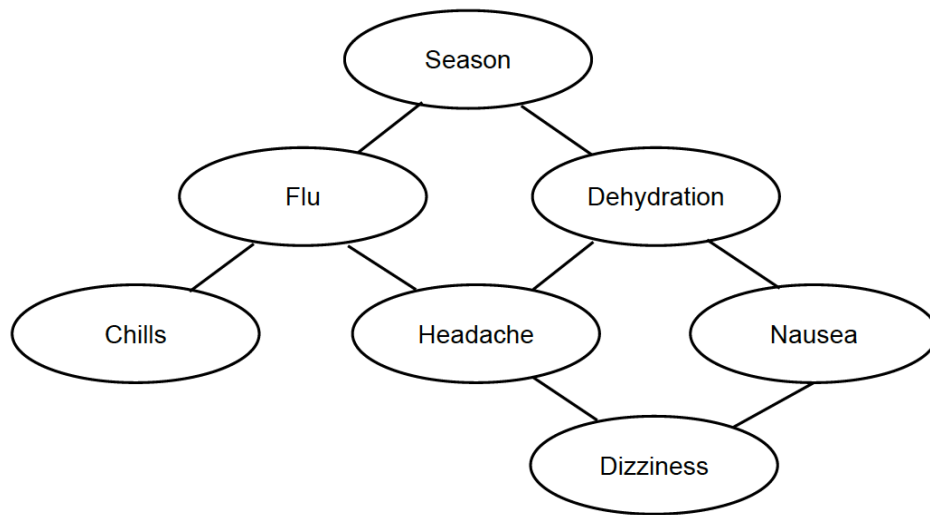 Season
Flu
Dehydration
Chills
Headache
Nausea
Dizziness